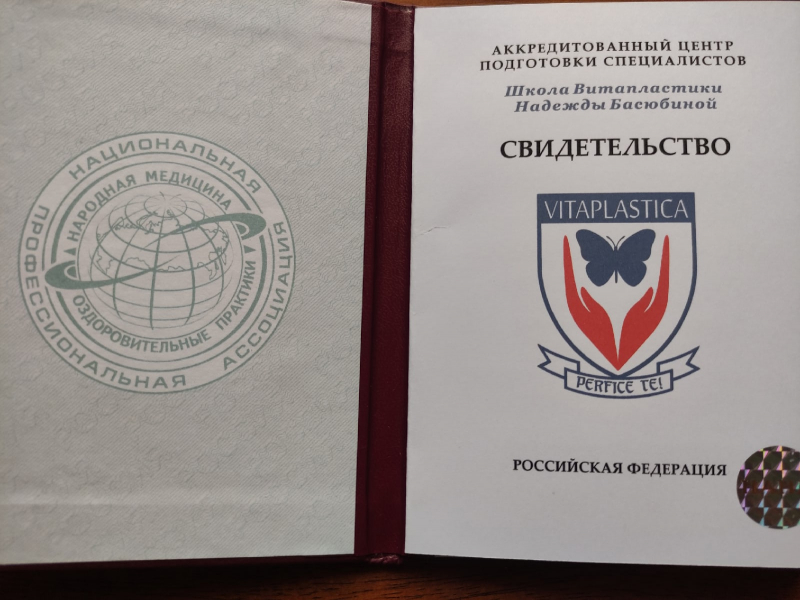 НАЦИОНАЛЬНАЯ
ПРОФЕССИОНАЛЬНАЯ АССОЦИАЦИЯ
НАРОДНАЯ МЕДИЦИНА
ОЗДОРОВИТЕЛЬНЫЕ ПРАКТИКИ
АККРЕДИТОВАННЫЙ ЦЕНТР
ПОДГОТОВКИ СПЕЦИАЛИСТОВ
Школа Витапластики
Надежды Басюбиной
СВИДЕТЕЛЬСТВО
VITAPLASTICA
PERFICE TE!
РОССИЙСКАЯ ФЕДЕРАЦИЯ